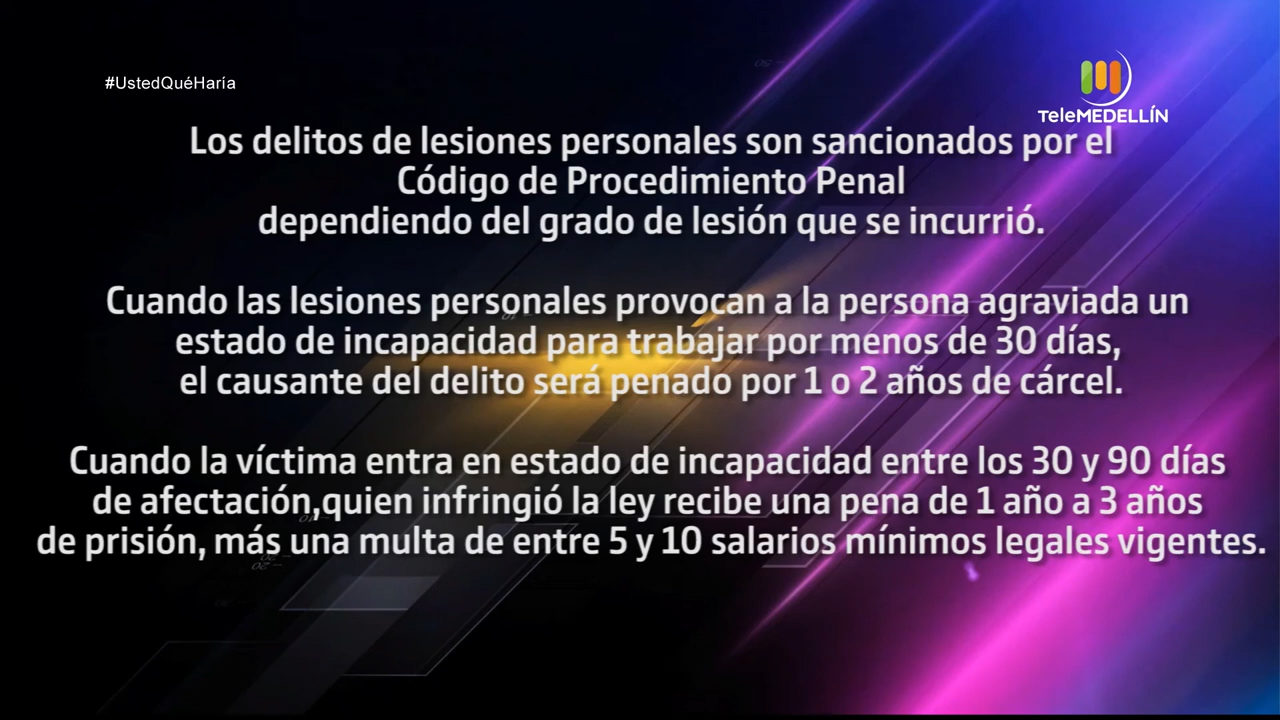 #UstedQuéHaría
TeleMEDELLÍN
Los delitos de lesiones personales son sancionados por el
Código de Procedimiento Penal
dependiendo del grado de lesión que se incurrió.
Cuando las lesiones personales provocan a la persona agraviada un
estado de incapacidad para trabajar por menos de 30 días,
el causante del delito será penado por 1 o 2 años de cárcel.
Cuando la víctima entra en estado de incapacidad entre los 30 y 90 días
de afectación,quien infringió la ley recibe una pena de 1 año a 3 años
de prisión, más una multa de entre 5 y 10 salarios mínimos legales vigentes.